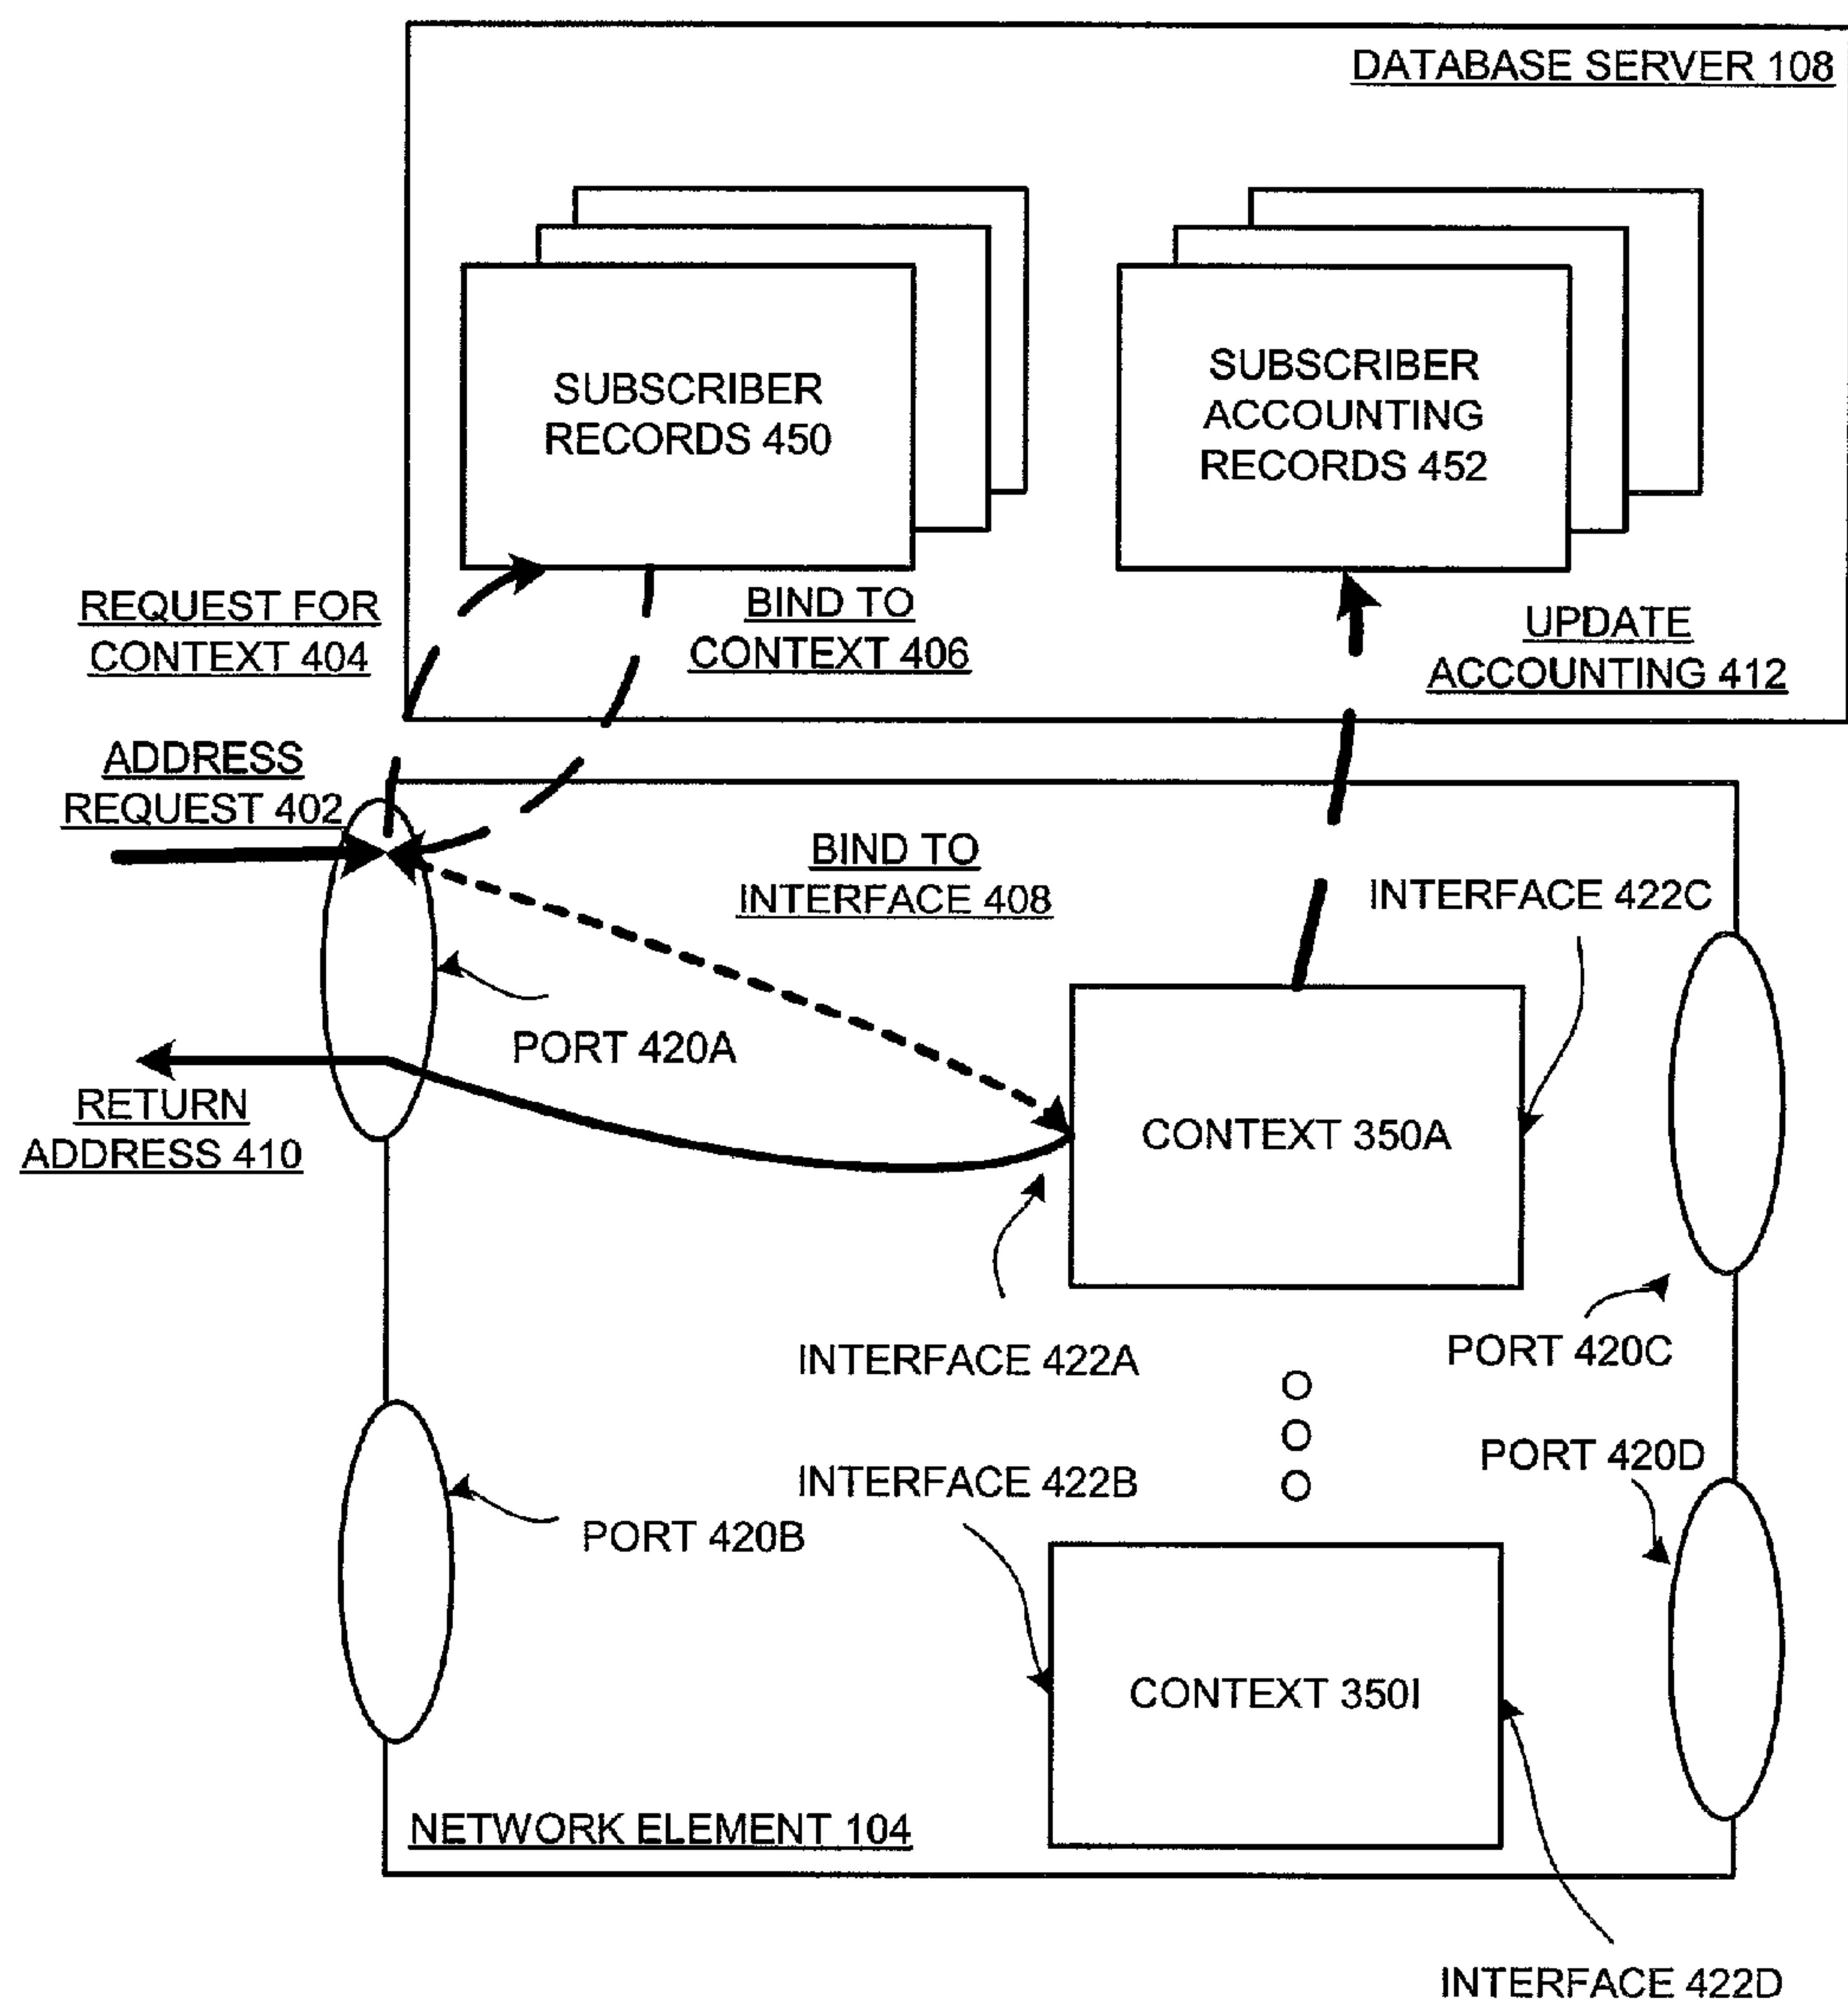 DATABASE SERVER 108
SUBSCRIBER
RECORDS 450
SUBSCRIBER
ACCOUNTING
RECORDS 452
REQUEST FOR
CONTEXT 404
BIND TO
CONTEXT 406
UPDATE
ACCOUNTING 412
ADDRESS
REQUEST 402
BIND TO
INTERFACE 408
INTERFACE 422C
PORT 420A
RETURN
ADDRESS 410
CONTEXT 350A
INTERFACE 422A
PORT 420C
INTERFACE 422B
PORT 420D
PORT 420B
CONTEXT 350I
NETWORK ELEMENT 104
INTERFACE 422D